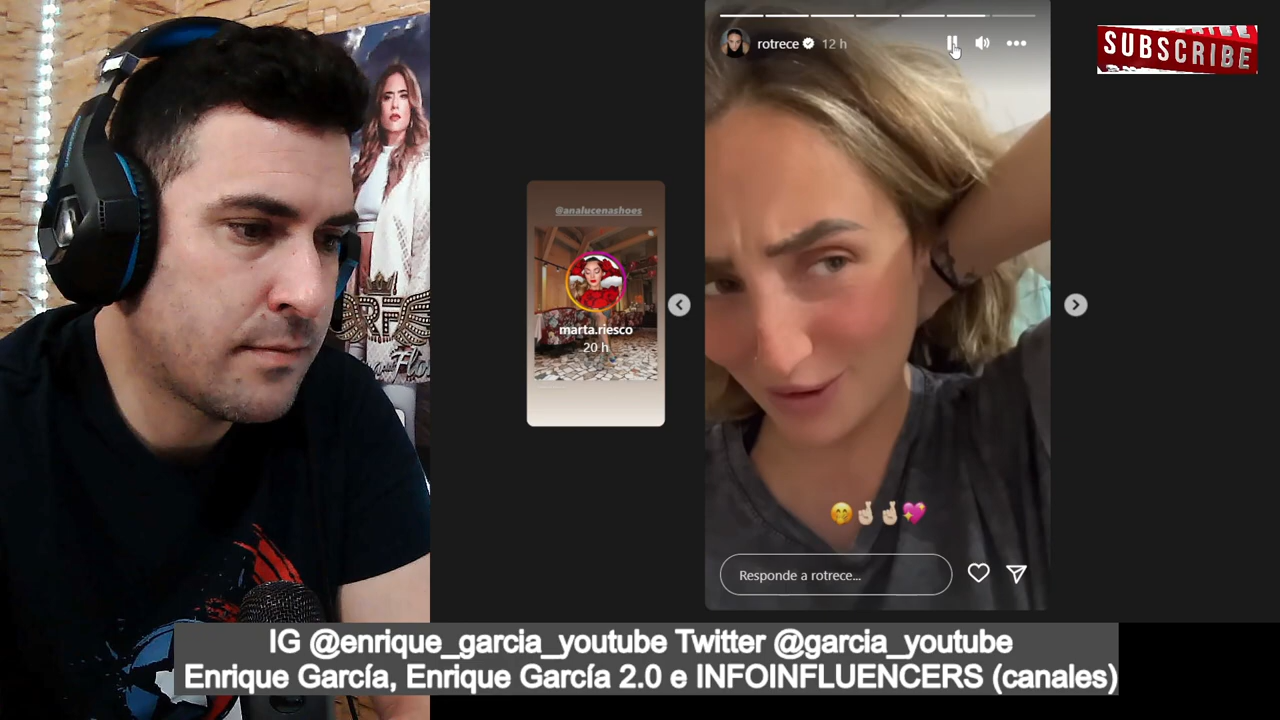 rotrece 12 h
SUBSCRIBE
@analucenashoes
marta.riesco
20 h
RF
Responde a rotrece...
IG @enrique_garcia_youtube Twitter @garcia_youtube
Enrique García, Enrique García 2.0 e INFOINFLUENCERS (canales)